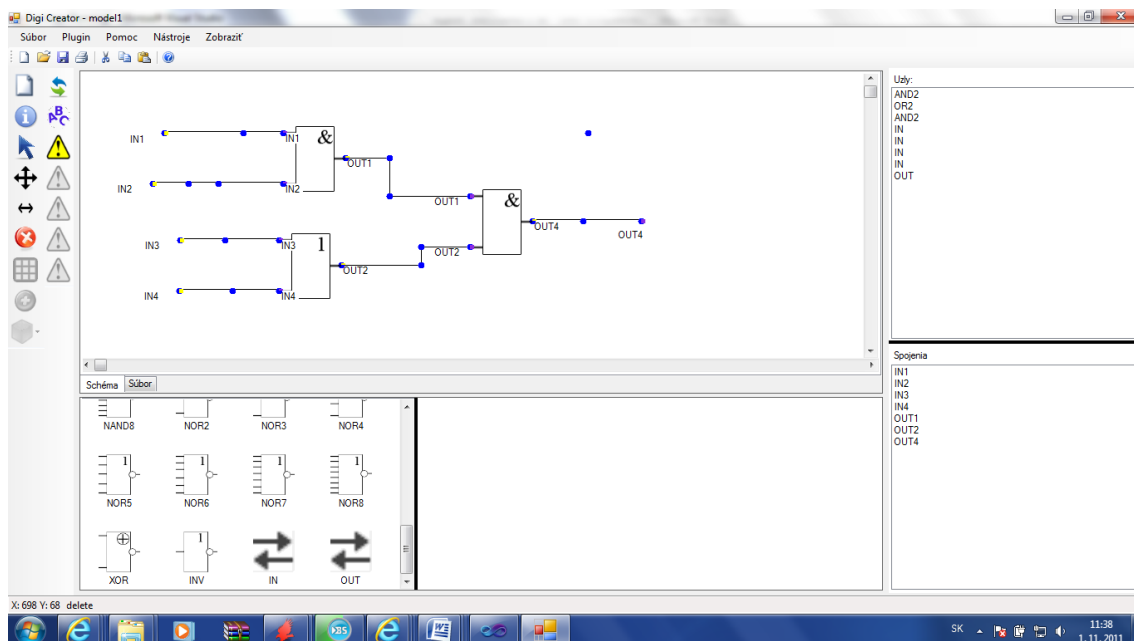 Digi Creator - model1
Súbor Plugin Pomoc Nástroje Zobraziť
IN1
IN1
&
OUT1
IN2
IN2
OUT1
&
OUT4
OUT4
IN3
IN3
1
OUT2
OUT2
IN4
IN4
Schéma Súbor
NAND8 NOR2 NOR3 NOR4
1 1 1 1
NOR5 NOR6 NOR7 NOR8
1
XOR INV IN OUT
Uzly:
AND2
OR2
AND2
IN
IN
IN
IN
OUT
Spojenia
IN1
IN2
IN3
IN4
OUT1
OUT2
OUT4
X: 698 Y: 68 delete
SK
11:38
1. 11. 2011